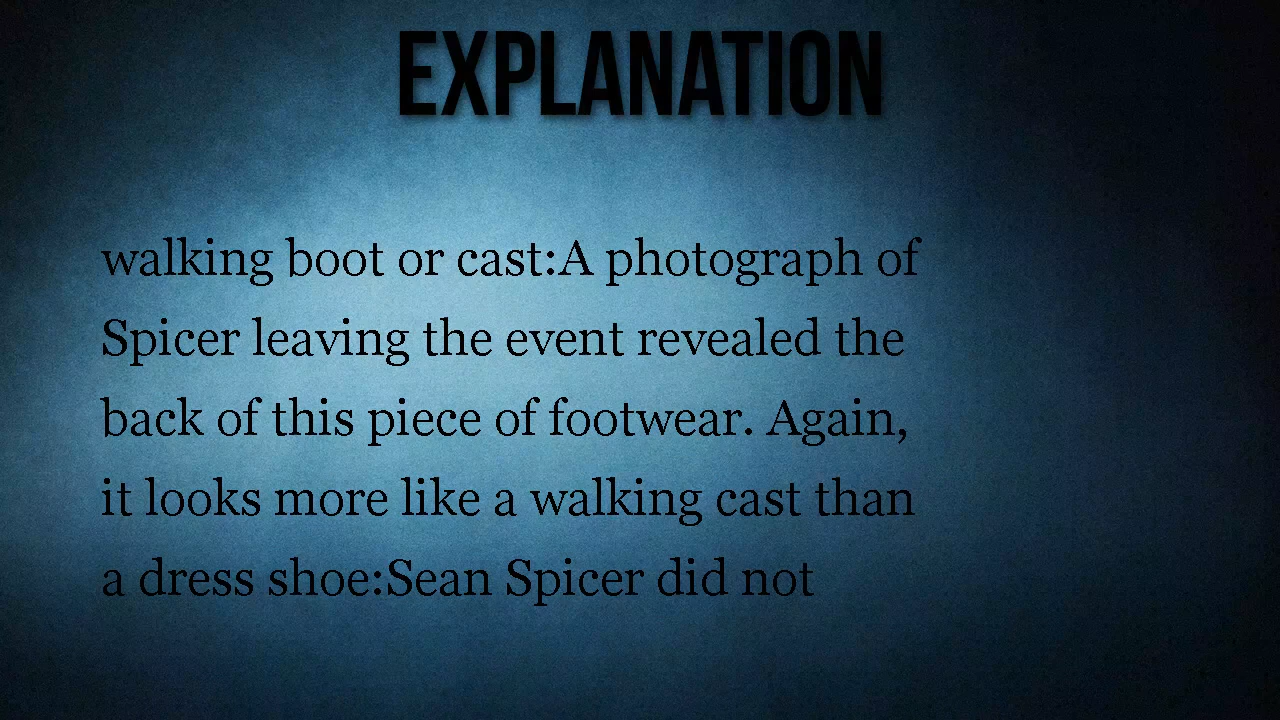 EXPLANATION
walking boot or cast:A photograph of
Spicer leaving the event revealed the
back of this piece of footwear. Again,
it looks more like a walking cast than
a dress shoe:Sean Spicer did not